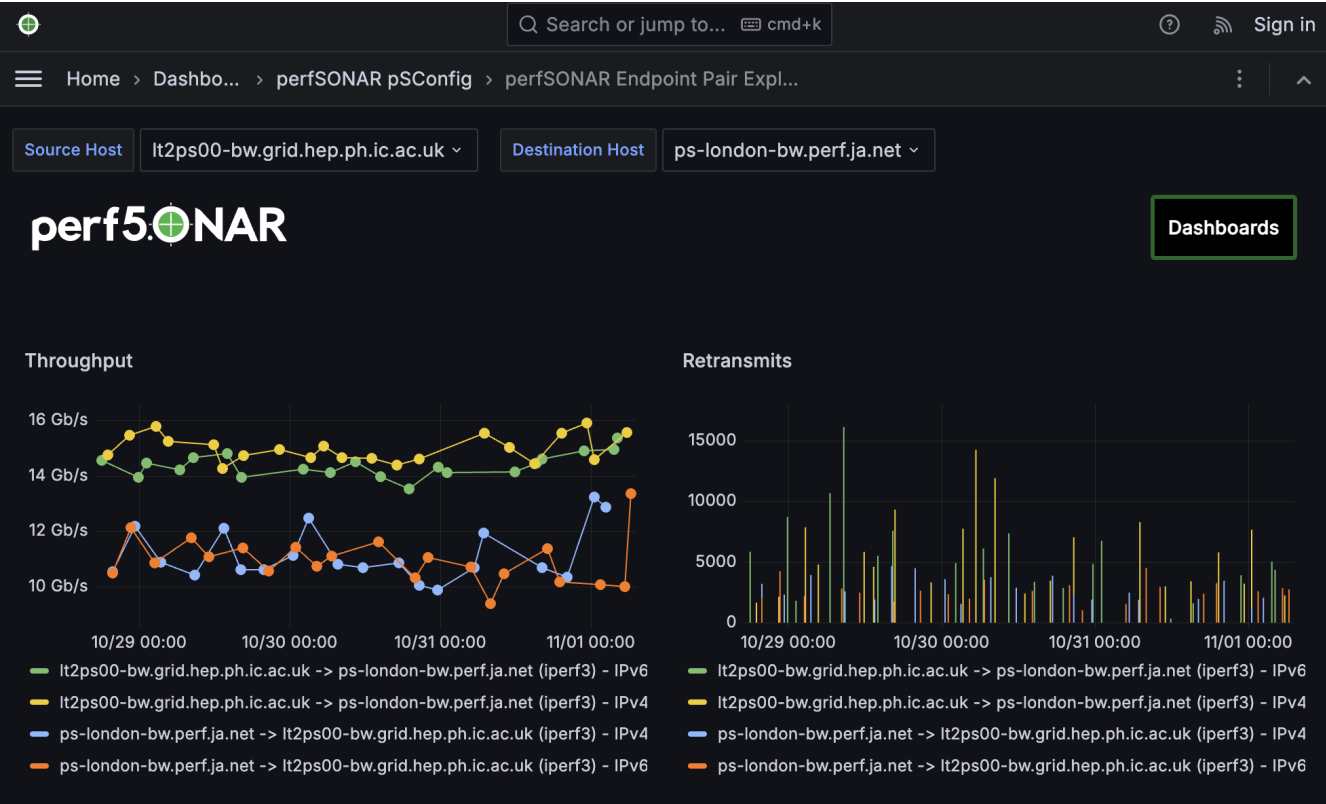 Search or jump to... cmd+k Sign in
Home › Dashbo... › perfSONAR pSConfig › perfSONAR Endpoint Pair Expl...
Source Host lt2ps00-bw.grid.hep.ph.ic.ac.uk Destination Host ps-london-bw.perf.ja.net
perfSONAR
Dashboards
Throughput
16 Gb/s
14 Gb/s
12 Gb/s
10 Gb/s
10/29 00:00 10/30 00:00 10/31 00:00 11/01 00:00
lt2ps00-bw.grid.hep.ph.ic.ac.uk -> ps-london-bw.perf.ja.net (iperf3) - IPv6
lt2ps00-bw.grid.hep.ph.ic.ac.uk -> ps-london-bw.perf.ja.net (iperf3) - IPv4
ps-london-bw.perf.ja.net -> lt2ps00-bw.grid.hep.ph.ic.ac.uk (iperf3) - IPv4
ps-london-bw.perf.ja.net -> lt2ps00-bw.grid.hep.ph.ic.ac.uk (iperf3) - IPv6
Retransmits
15000
10000
5000
0
10/29 00:00 10/30 00:00 10/31 00:00 11/01 00:00
lt2ps00-bw.grid.hep.ph.ic.ac.uk -> ps-london-bw.perf.ja.net (iperf3) - IPv6
lt2ps00-bw.grid.hep.ph.ic.ac.uk -> ps-london-bw.perf.ja.net (iperf3) - IPv4
ps-london-bw.perf.ja.net -> lt2ps00-bw.grid.hep.ph.ic.ac.uk (iperf3) - IPv4
ps-london-bw.perf.ja.net -> lt2ps00-bw.grid.hep.ph.ic.ac.uk (iperf3) - IPv6